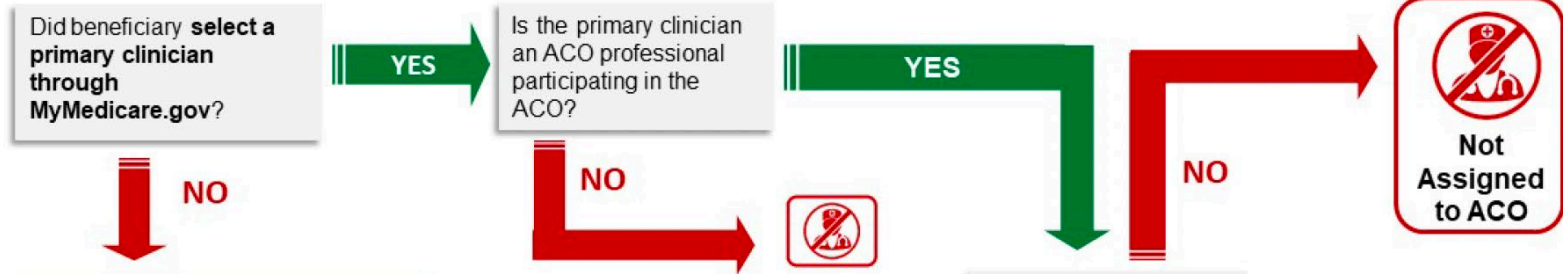 Did beneficiary select a
primary clinician
through
MyMedicare.gov?
YES
Is the primary clinician
an ACO professional
participating in the
ACO?
YES
NO
NO
NO
Not
Assigned
to ACO